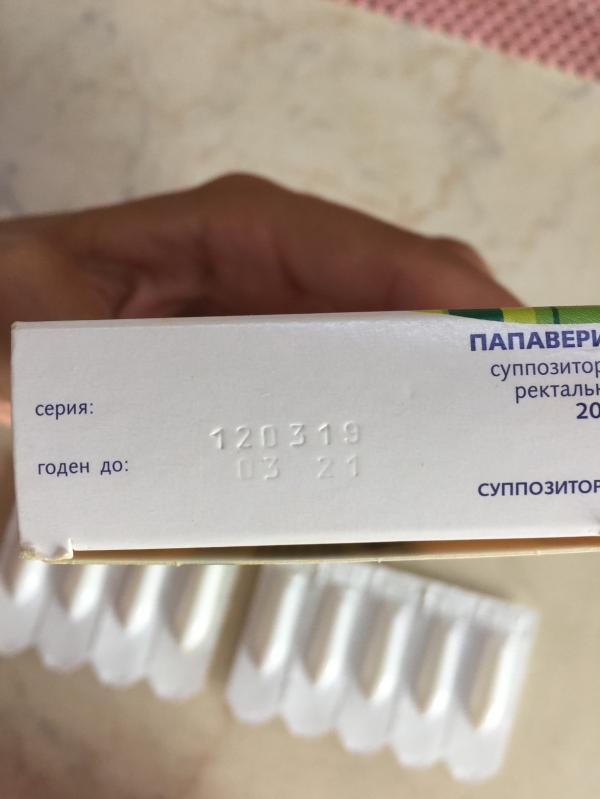 ПАПАВЕРИ
суппозитор
ректальн
20
серия:
120319
годен до:
03 21
суппозитор